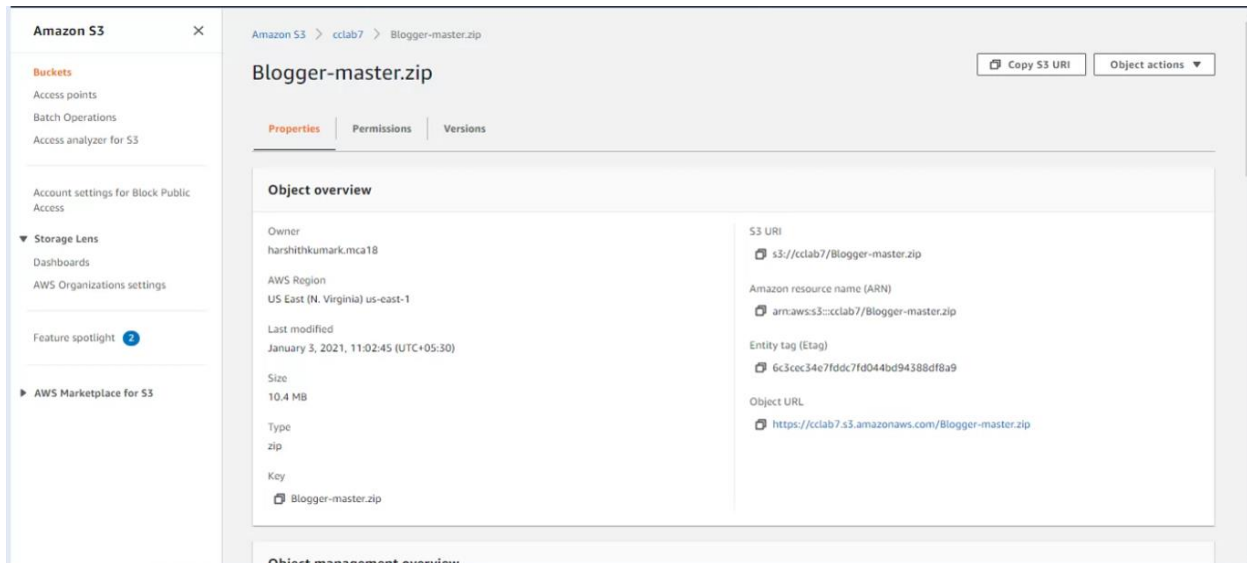 Amazon S3
Buckets
Access points
Batch Operations
Access analyzer for S3
Account settings for Block Public
Access
Storage Lens
Dashboards
AWS Organizations settings
Feature spotlight 2
AWS Marketplace for S3
Amazon S3 > cclab7 > Blogger-master.zip
Blogger-master.zip
Copy S3 URI
Object actions
Properties
Permissions
Versions
Object overview
Owner
harshithkumark.mca18
AWS Region
US East (N. Virginia) us-east-1
Last modified
January 3, 2021, 11:02:45 (UTC+05:30)
Size
10.4 MB
Type
zip
Key
Blogger-master.zip
S3 URI
s3://cclab7/Blogger-master.zip
Amazon resource name (ARN)
arn:aws:s3:::cclab7/Blogger-master.zip
Entity tag (Etag)
6c3cec34e7fddc7fd044bd94388df8a9
Object URL
https://cclab7.s3.amazonaws.com/Blogger-master.zip
Object management overview